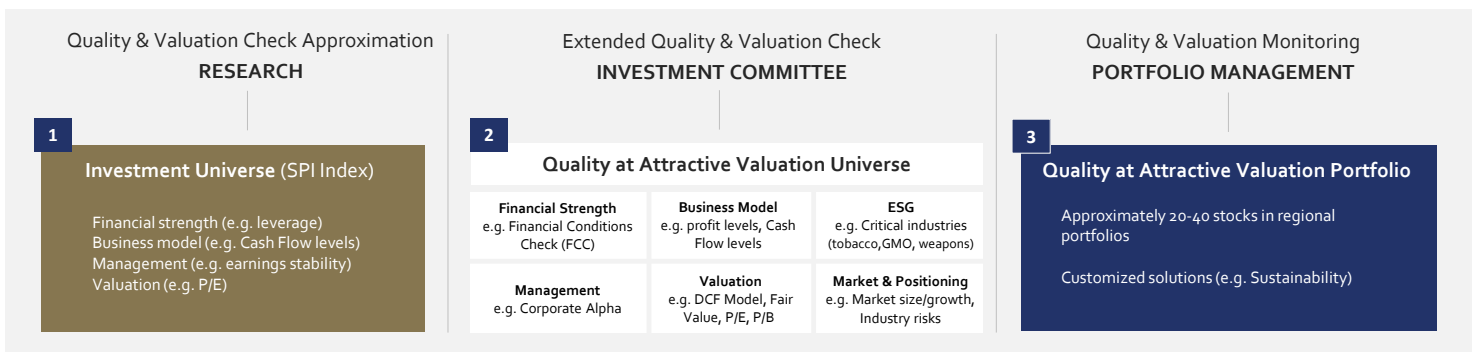 Quality & Valuation Check Approximation
RESEARCH
1
Investment Universe (SPI Index)
Financial strength (e.g. leverage)
Business model (e.g. Cash Flow levels)
Management (e.g. earnings stability)
Valuation (e.g. P/E)
Extended Quality & Valuation Check
INVESTMENT COMMITTEE
2
Quality at Attractive Valuation Universe
Financial Strength
e.g. Financial Conditions
Check (FCC)
Business Model
e.g. profit levels, Cash
Flow levels
ESG
e.g. Critical industries
(tobacco,GMO, weapons)
Management
e.g. Corporate Alpha
Valuation
e.g. DCF Model, Fair
Value, P/E, P/B
Market & Positioning
e.g. Market size/growth,
Industry risks
Quality & Valuation Monitoring
PORTFOLIO MANAGEMENT
3
Quality at Attractive Valuation Portfolio
Approximately 20-40 stocks in regional
portfolios
Customized solutions (e.g. Sustainability)